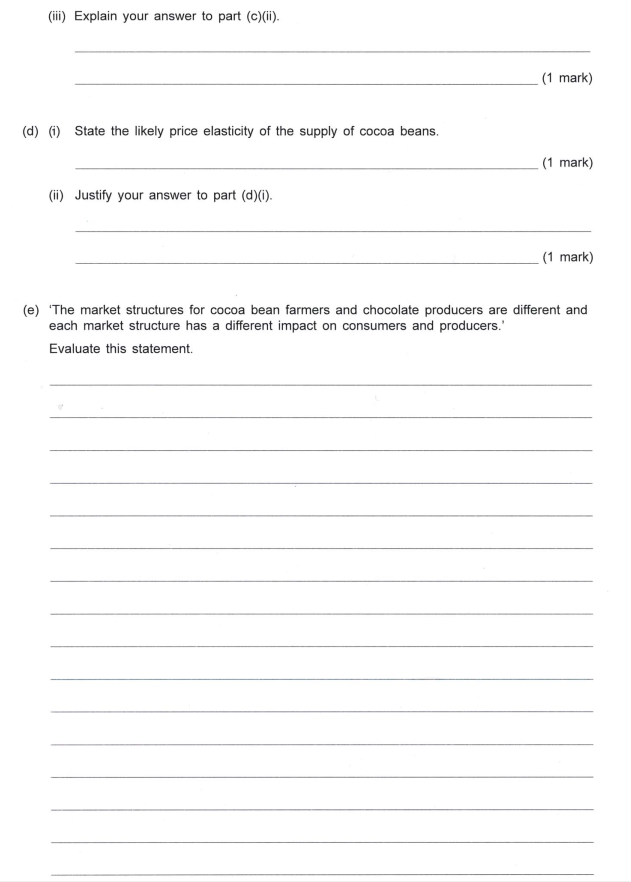 (iii) Explain your answer to part (c)(ii).
(1 mark)
(d) (i) State the likely price elasticity of the supply of cocoa beans.
(1 mark)
(ii) Justify your answer to part (d)(i).
(1 mark)
(e) 'The market structures for cocoa bean farmers and chocolate producers are different and
each market structure has a different impact on consumers and producers.'
Evaluate this statement.